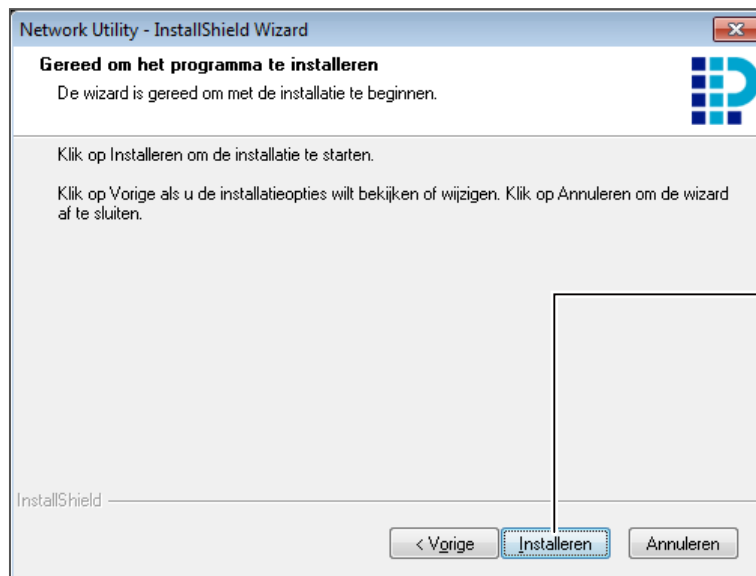 Network Utility - InstallShield Wizard
Gereed om het programma te installeren
De wizard is gereed om met de installatie te beginnen.
Klik op Installeren om de installatie te starten.
Klik op Vorige als u de installatieopties wilt bekijken of wijzigen. Klik op Annuleren om de wizard
af te sluiten.
InstallShield
< Vorige
Installeren
Annuleren